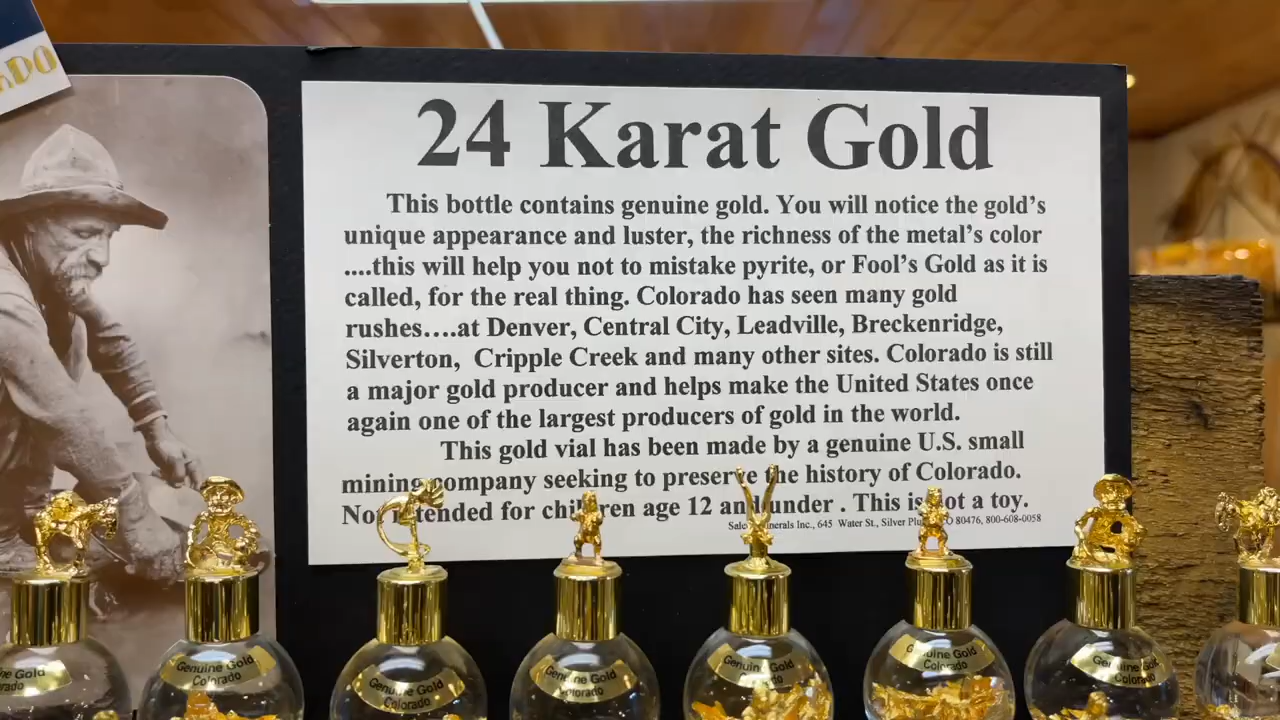 24 Karat Gold
This bottle contains genuine gold. You will notice the gold's
unique appearance and luster, the richness of the metal's color
....this will help you not to mistake pyrite, or Fool's Gold as it is
called, for the real thing. Colorado has seen many gold
rushes....at Denver, Central City, Leadville, Breckenridge,
Silverton, Cripple Creek and many other sites. Colorado is still
a major gold producer and helps make the United States once
again one of the largest producers of gold in the world.
This gold vial has been made by a genuine U.S. small
mining company seeking to preserve the history of Colorado.
Not intended for children age 12 and under . This is not a toy.
Inc., 645 Water St., Silver 80476, 800-608-0058
Gold
Genuine Gold
Colorado
Genuine Gold
Colorado
Genuine Gold
Colorado
Genuine Gold
Colorado
Genuine Gold
Colorado
Genuine Gold
Colorado